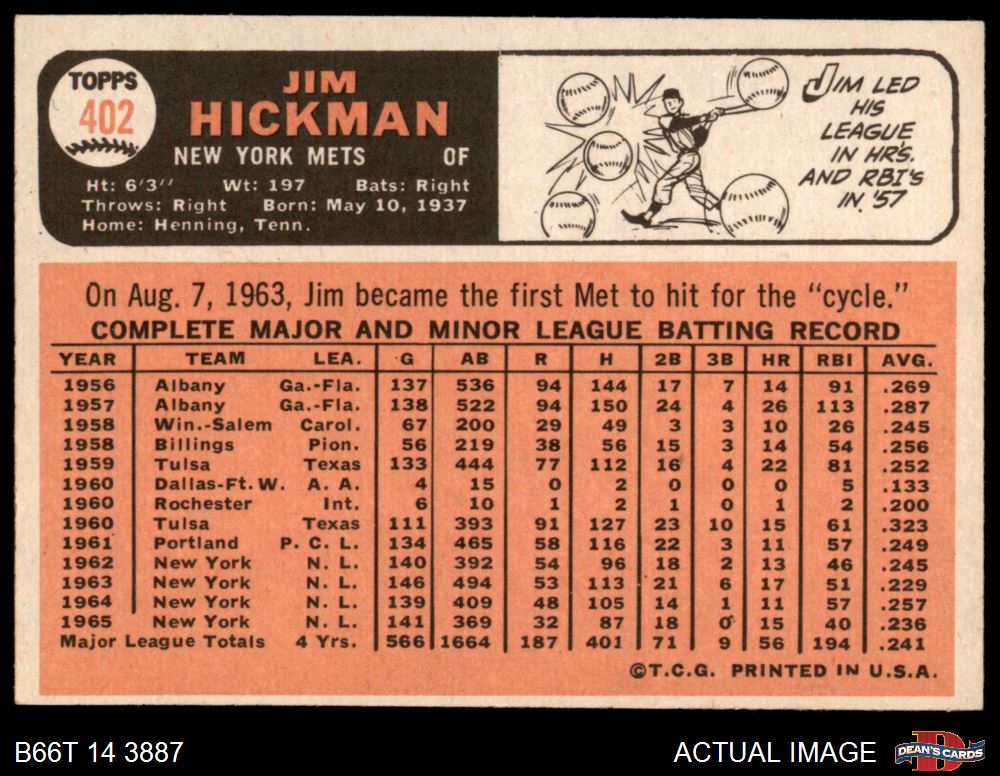 TOPPS
402
JIM
HICKMAN
NEW YORK METS OF
Ht: 6'3" Wt: 197 Bats: Right
Throws: Right Born: May 10, 1937
Home: Henning, Tenn.
JIM LED
HIS
LEAGUE
IN HRS.
AND RBI'S
IN '57
On Aug. 7, 1963, Jim became the first Met to hit for the "cycle."
COMPLETE MAJOR AND MINOR LEAGUE BATTING RECORD
YEAR TEAM LEA. G AB R H 2B 3B HR RBI AVG.
1956 Albany Ga.-Fla. 137 536 94 144 17 7 14 91 .269
1957 Albany Ga.-Fla. 138 522 94 150 24 4 26 113 .287
1958 Win.-Salem Carol. 67 200 29 49 3 3 10 26 .245
1958 Billings Pion. 56 219 38 56 15 3 14 54 .256
1959 Tulsa Texas 133 444 77 112 16 4 22 81 .252
1960 Dallas-Ft. W. A. A. 4 15 0 2 0 0 0 5 .133
1960 Rochester Int. 6 10 1 2 1 0 1 2 .200
1960 Tulsa Texas 111 393 91 127 23 10 15 61 .323
1961 Portland P. C. L. 134 465 58 116 22 3 11 57 .249
1962 New York N. L. 140 392 54 96 18 2 13 46 .245
1963 New York N. L. 146 494 53 113 21 6 17 51 .229
1964 New York N. L. 139 409 48 105 14 1 11 57 .257
1965 New York N. L. 141 369 32 87 18 0 15 40 .236
Major League Totals 4 Yrs. 566 1664 187 401 71 9 56 194 .241
©T.C.G. PRINTED IN U.S.A.
B66T 14 3887
ACTUAL IMAGE
DEAN'S CARDS